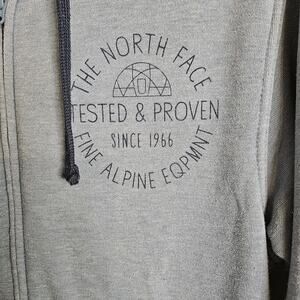 THE NORTH FACE
TESTED & PROVEN
SINCE 1966
FINE ALPINE EQPMNT